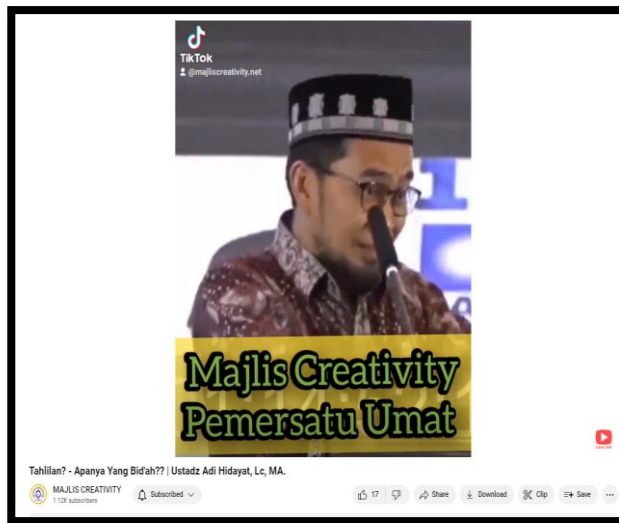 TikTok
@majliscreativity.net
Majlis Creativity
Pemersatu Umat
Tahlilan? - Apanya Yang Bid'ah?? | Ustadz Adi Hidayat, Lc, MA.
MAJLIS CREATIVITY
1.12K subscribers
Subscribed
17
Share
Download
Clip
Save